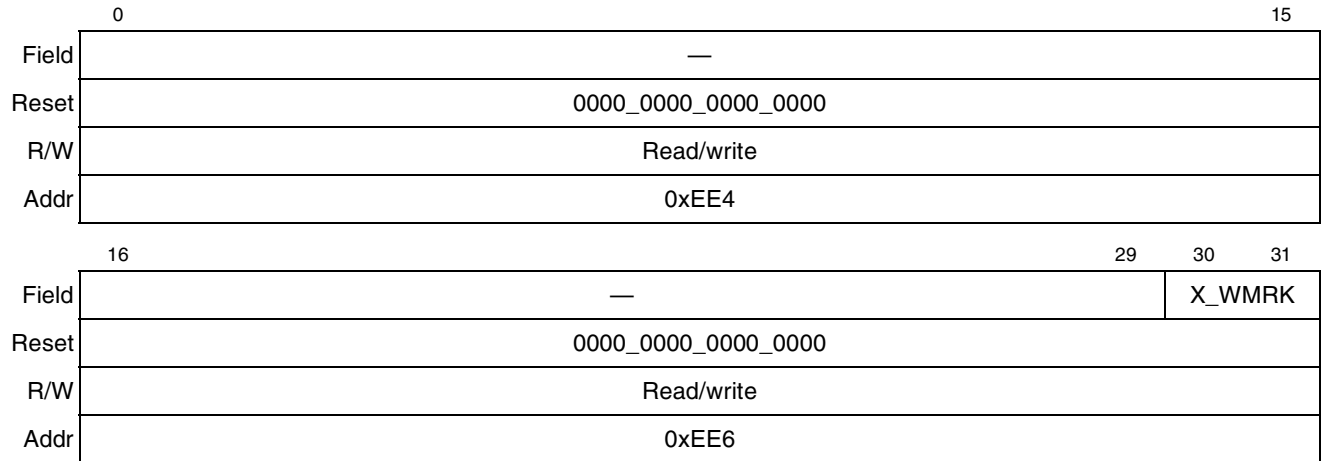 0 15
Field —
Reset 0000_0000_0000_0000
R/W Read/write
Addr 0xEE4
16 29 30 31
Field — X_WMRK
Reset 0000_0000_0000_0000
R/W Read/write
Addr 0xEE6